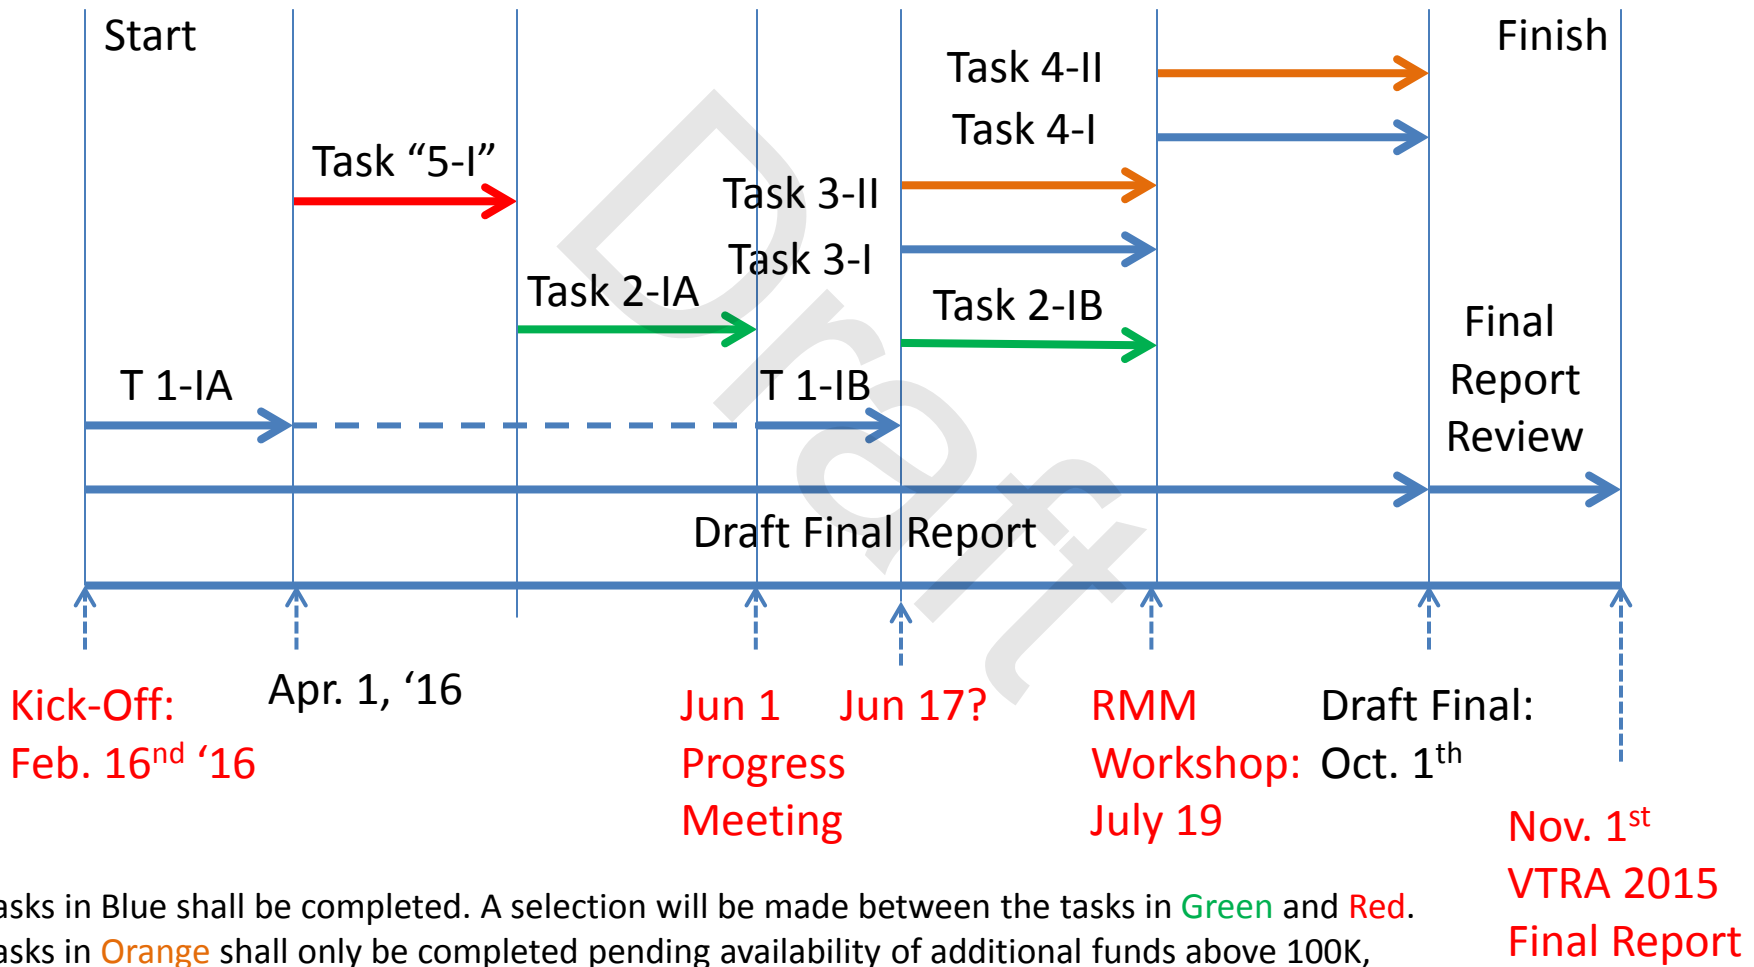 Start
Finish
Task 4-II
Task 4-I
Task “5-I”
Task 3-II
Task 3-I
Task 2-IA
Task 2-IB
T 1-IA
T 1-IB
Final
Report
Review
Draft Final Report
Draft
Kick-Off:
Feb. 16nd ‘16
Apr. 1, ‘16
Jun 1
Progress
Meeting
Jun 17?
RMM
Workshop:
July 19
Draft Final:
Oct. 1th
Nov. 1st
VTRA 2015
Final Report
asks in Blue shall be completed. A selection will be made between the tasks in Green and Red.
asks in Orange shall only be completed pending availability of additional funds above 100K,